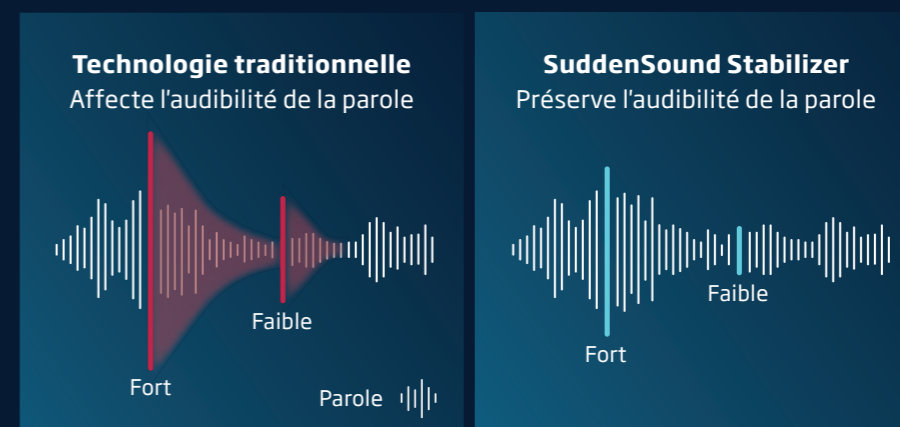 Technologie traditionnelle
Affecte l'audibilité de la parole
Faible
Fort
Parole
SuddenSound Stabilizer
Préserve l'audibilité de la parole
Faible
Fort